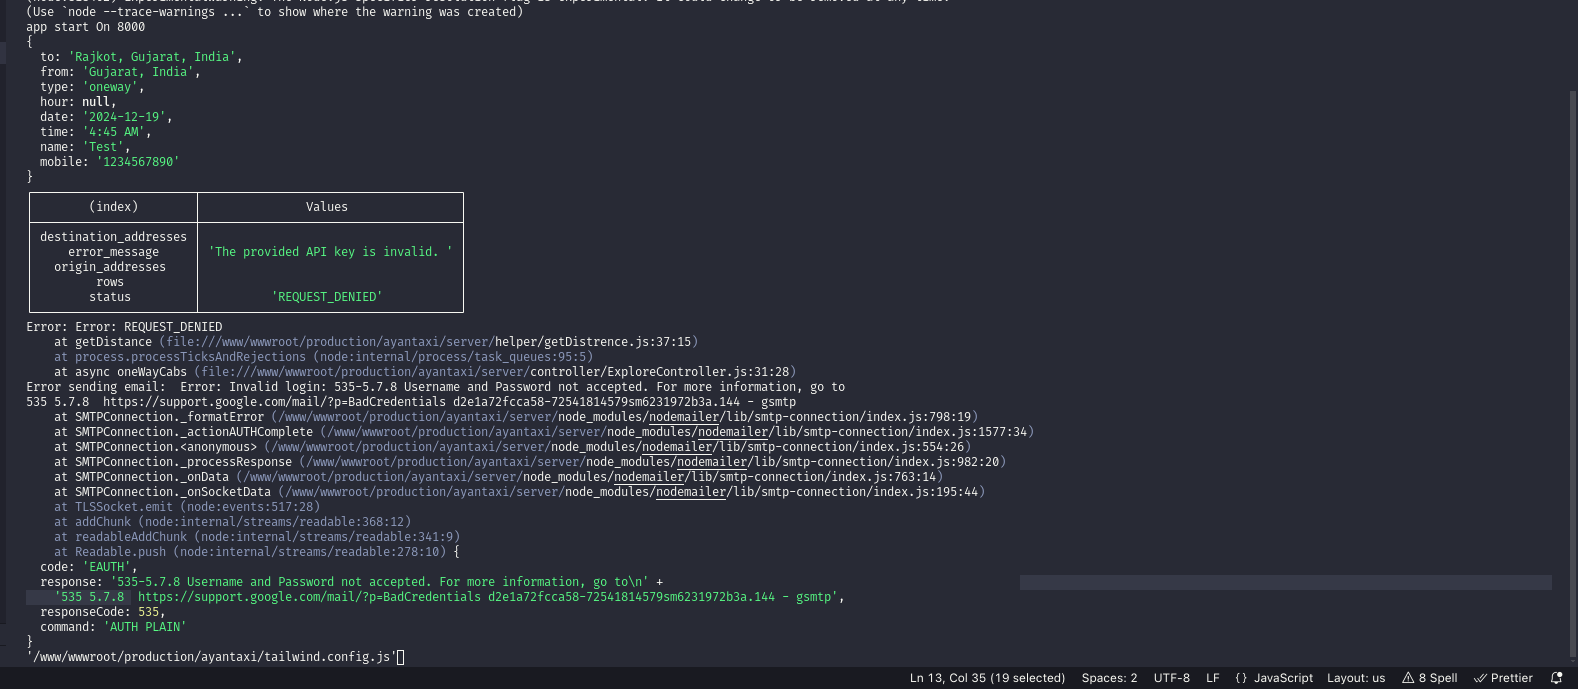 (Use `node --trace-warnings ...` to show where the warning was created)
app start On 8000
{
  to: 'Rajkot, Gujarat, India',
  from: 'Gujarat, India',
  type: 'oneway',
  hour: null,
  date: '2024-12-19',
  time: '4:45 AM',
  name: 'Test',
  mobile: '1234567890'
}
(index) Values
destination_addresses
error_message 'The provided API key is invalid. '
origin_addresses
rows
status 'REQUEST_DENIED'
Error: Error: REQUEST_DENIED
    at getDistance (file:///www/wwwroot/production/ayantaxi/server/helper/getDistrence.js:37:15)
    at process.processTicksAndRejections (node:internal/process/task_queues:95:5)
    at async oneWayCabs (file:///www/wwwroot/production/ayantaxi/server/controller/ExploreController.js:31:28)
Error sending email:  Error: Invalid login: 535-5.7.8 Username and Password not accepted. For more information, go to
535 5.7.8  https://support.google.com/mail/?p=BadCredentials d2e1a72fcca58-72541814579sm6231972b3a.144 - gsmtp
    at SMTPConnection._formatError (/www/wwwroot/production/ayantaxi/server/node_modules/nodemailer/lib/smtp-connection/index.js:798:19)
    at SMTPConnection._actionAUTHComplete (/www/wwwroot/production/ayantaxi/server/node_modules/nodemailer/lib/smtp-connection/index.js:1577:34)
    at SMTPConnection.<anonymous> (/www/wwwroot/production/ayantaxi/server/node_modules/nodemailer/lib/smtp-connection/index.js:554:26)
    at SMTPConnection._processResponse (/www/wwwroot/production/ayantaxi/server/node_modules/nodemailer/lib/smtp-connection/index.js:982:20)
    at SMTPConnection._onData (/www/wwwroot/production/ayantaxi/server/node_modules/nodemailer/lib/smtp-connection/index.js:763:14)
    at SMTPConnection._onSocketData (/www/wwwroot/production/ayantaxi/server/node_modules/nodemailer/lib/smtp-connection/index.js:195:44)
    at TLSSocket.emit (node:events:517:28)
    at addChunk (node:internal/streams/readable:368:12)
    at readableAddChunk (node:internal/streams/readable:341:9)
    at Readable.push (node:internal/streams/readable:278:10) {
  code: 'EAUTH',
  response: '535-5.7.8 Username and Password not accepted. For more information, go to\n' +
    '535 5.7.8  https://support.google.com/mail/?p=BadCredentials d2e1a72fcca58-72541814579sm6231972b3a.144 - gsmtp',
  responseCode: 535,
  command: 'AUTH PLAIN'
}
'/www/wwwroot/production/ayantaxi/tailwind.config.js'
Ln 13, Col 35 (19 selected) Spaces: 2 UTF-8 LF {} JavaScript Layout: us 8 Spell Prettier